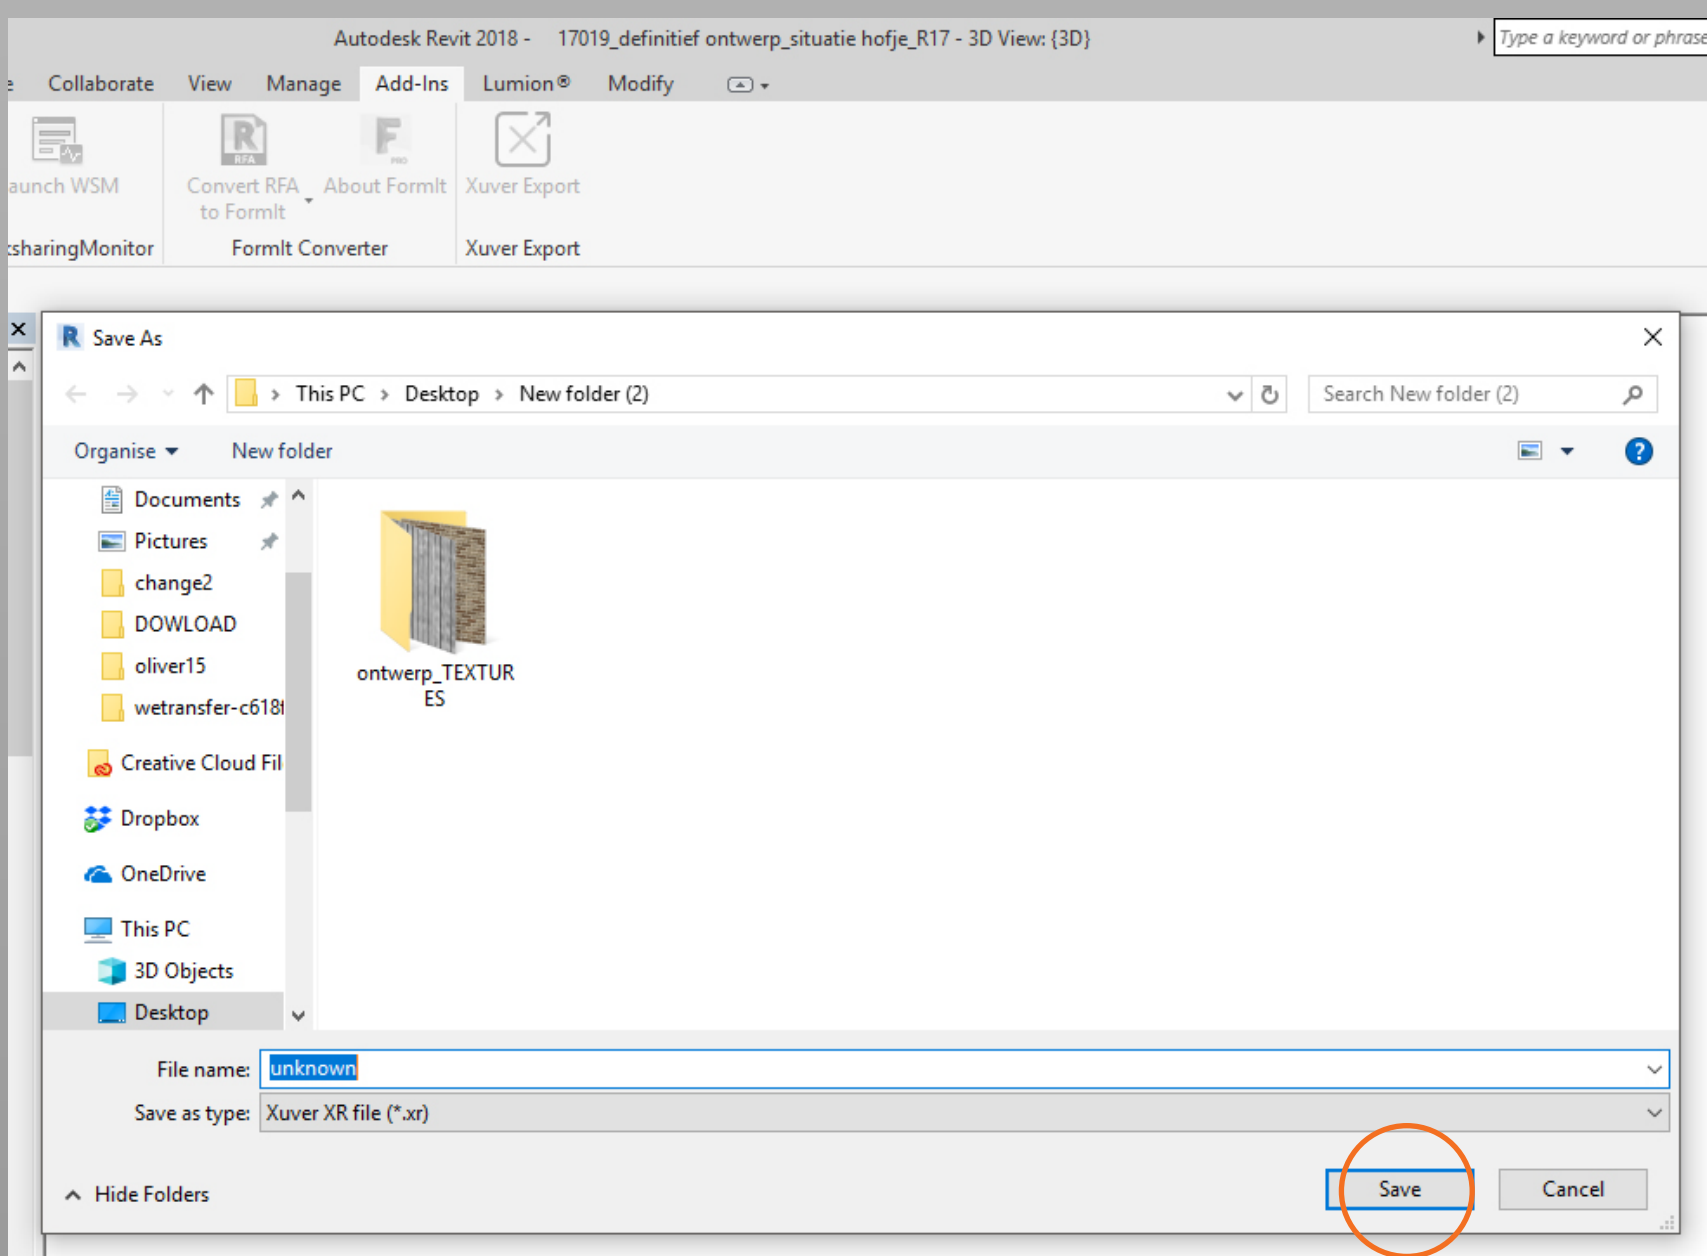 Autodesk Revit 2018 - 17019_definitief ontwerp_situatie hofje_R17 - 3D View: {3D}
Type a keyword or phrase
e Collaborate View Manage Add-Ins Lumion® Modify
R RFA F PRO
aunch WSM Convert RFA to FormIt About FormIt Xuver Export
ksharingMonitor FormIt Converter Xuver Export
R Save As
This PC > Desktop > New folder (2)
Search New folder (2)
Organise New folder
?
Documents
Pictures
change2
DOWLOAD
oliver15
wetransfer-c618f
Creative Cloud Fil
Dropbox
OneDrive
This PC
3D Objects
Desktop
ontwerp_TEXTUR
ES
File name: unknown
Save as type: Xuver XR file (*.xr)
Hide Folders
Save
Cancel